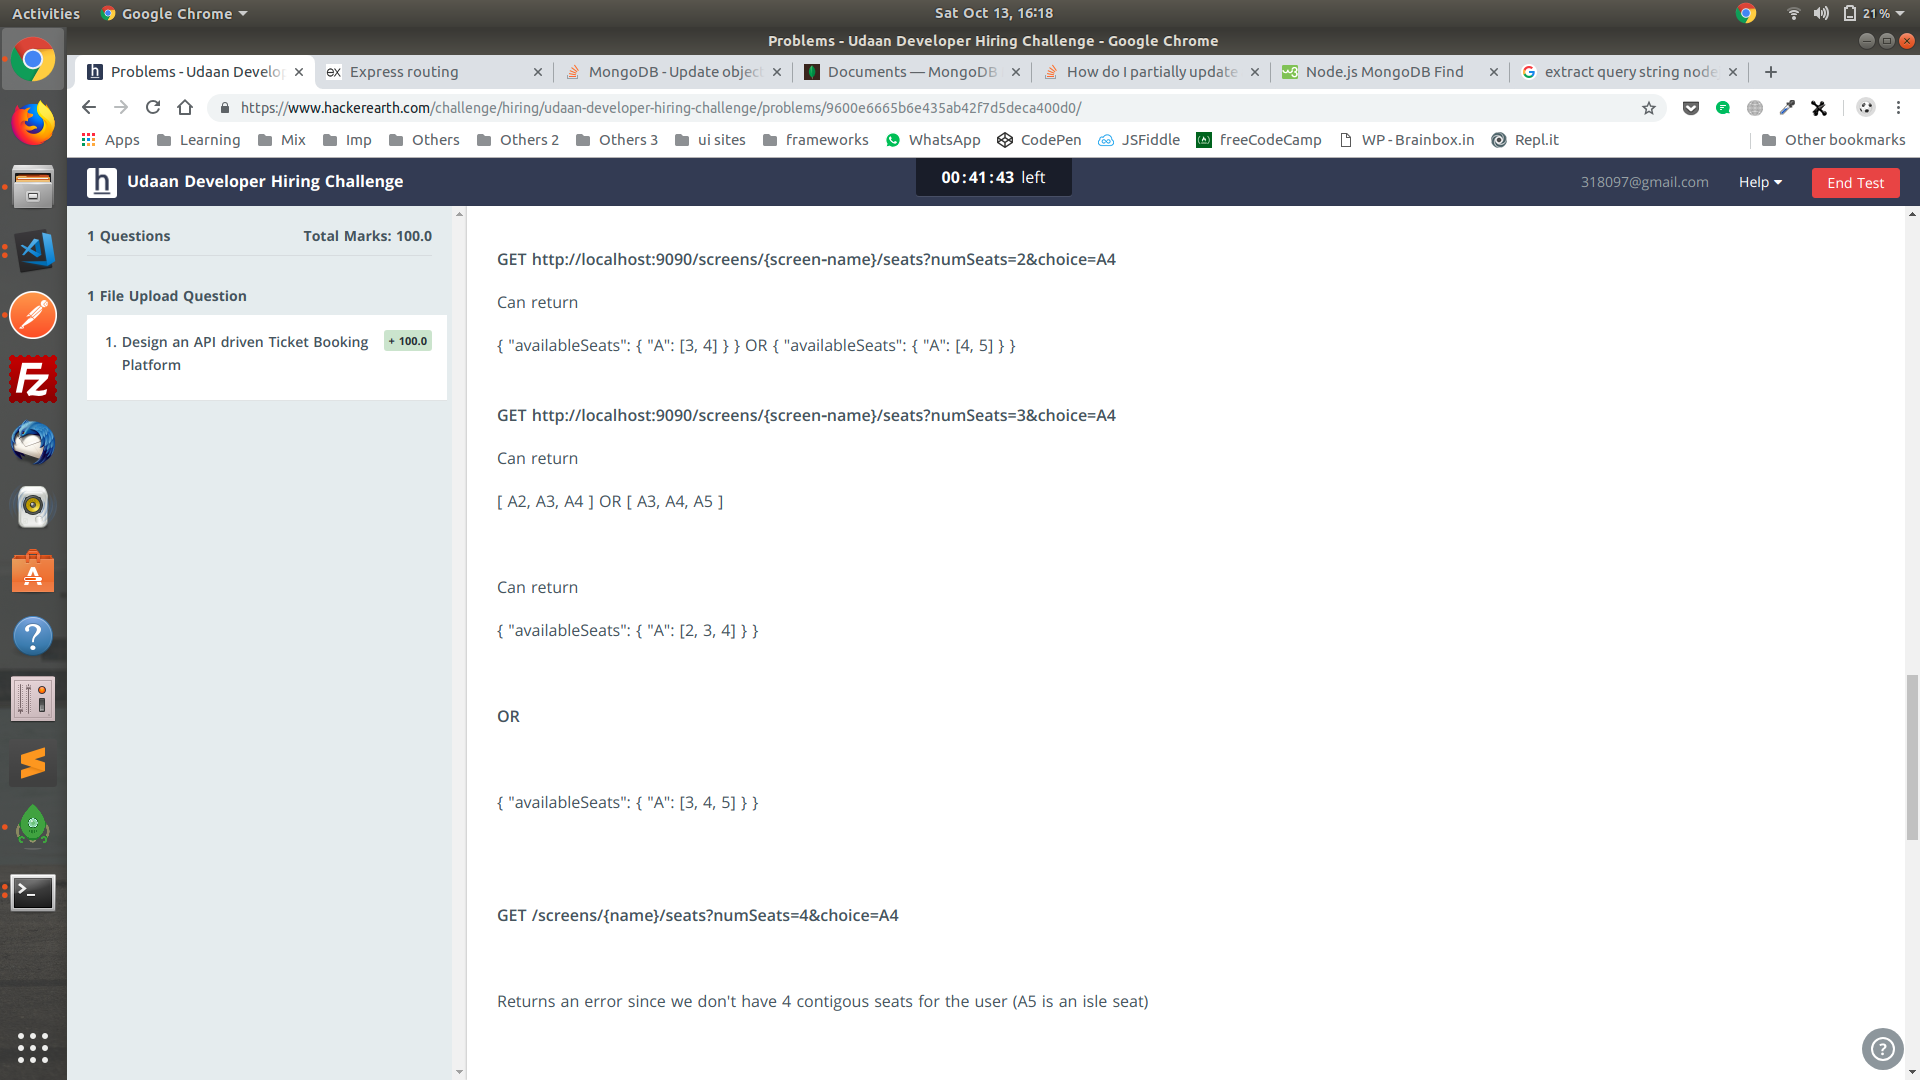 Activities
Google Chrome
Sat Oct 13, 16:18
21%
Problems - Udaan Developer Hiring Challenge - Google Chrome
Problems - Udaan Develop
Express routing
MongoDB - Update object
Documents — MongoDB
How do I partially update
Node.js MongoDB Find
extract query string node
https://www.hackerearth.com/challenge/hiring/udaan-developer-hiring-challenge/problems/9600e6665b6e435ab42f7d5deca400d0/
Apps
Learning
Mix
Imp
Others
Others 2
Others 3
ui sites
frameworks
WhatsApp
CodePen
JSFiddle
freeCodeCamp
WP - Brainbox.in
Repl.it
Other bookmarks
h Udaan Developer Hiring Challenge
00:41:43 left
318097@gmail.com
Help
End Test
1 Questions
Total Marks: 100.0
1 File Upload Question
1. Design an API driven Ticket Booking
Platform
+ 100.0
GET http://localhost:9090/screens/{screen-name}/seats?numSeats=2&choice=A4
Can return
{ "availableSeats": { "A": [3, 4] } } OR { "availableSeats": { "A": [4, 5] } }
GET http://localhost:9090/screens/{screen-name}/seats?numSeats=3&choice=A4
Can return
[ A2, A3, A4 ] OR [ A3, A4, A5 ]
Can return
{ "availableSeats": { "A": [2, 3, 4] } }
OR
{ "availableSeats": { "A": [3, 4, 5] } }
GET /screens/{name}/seats?numSeats=4&choice=A4
Returns an error since we don't have 4 contigous seats for the user (A5 is an isle seat)